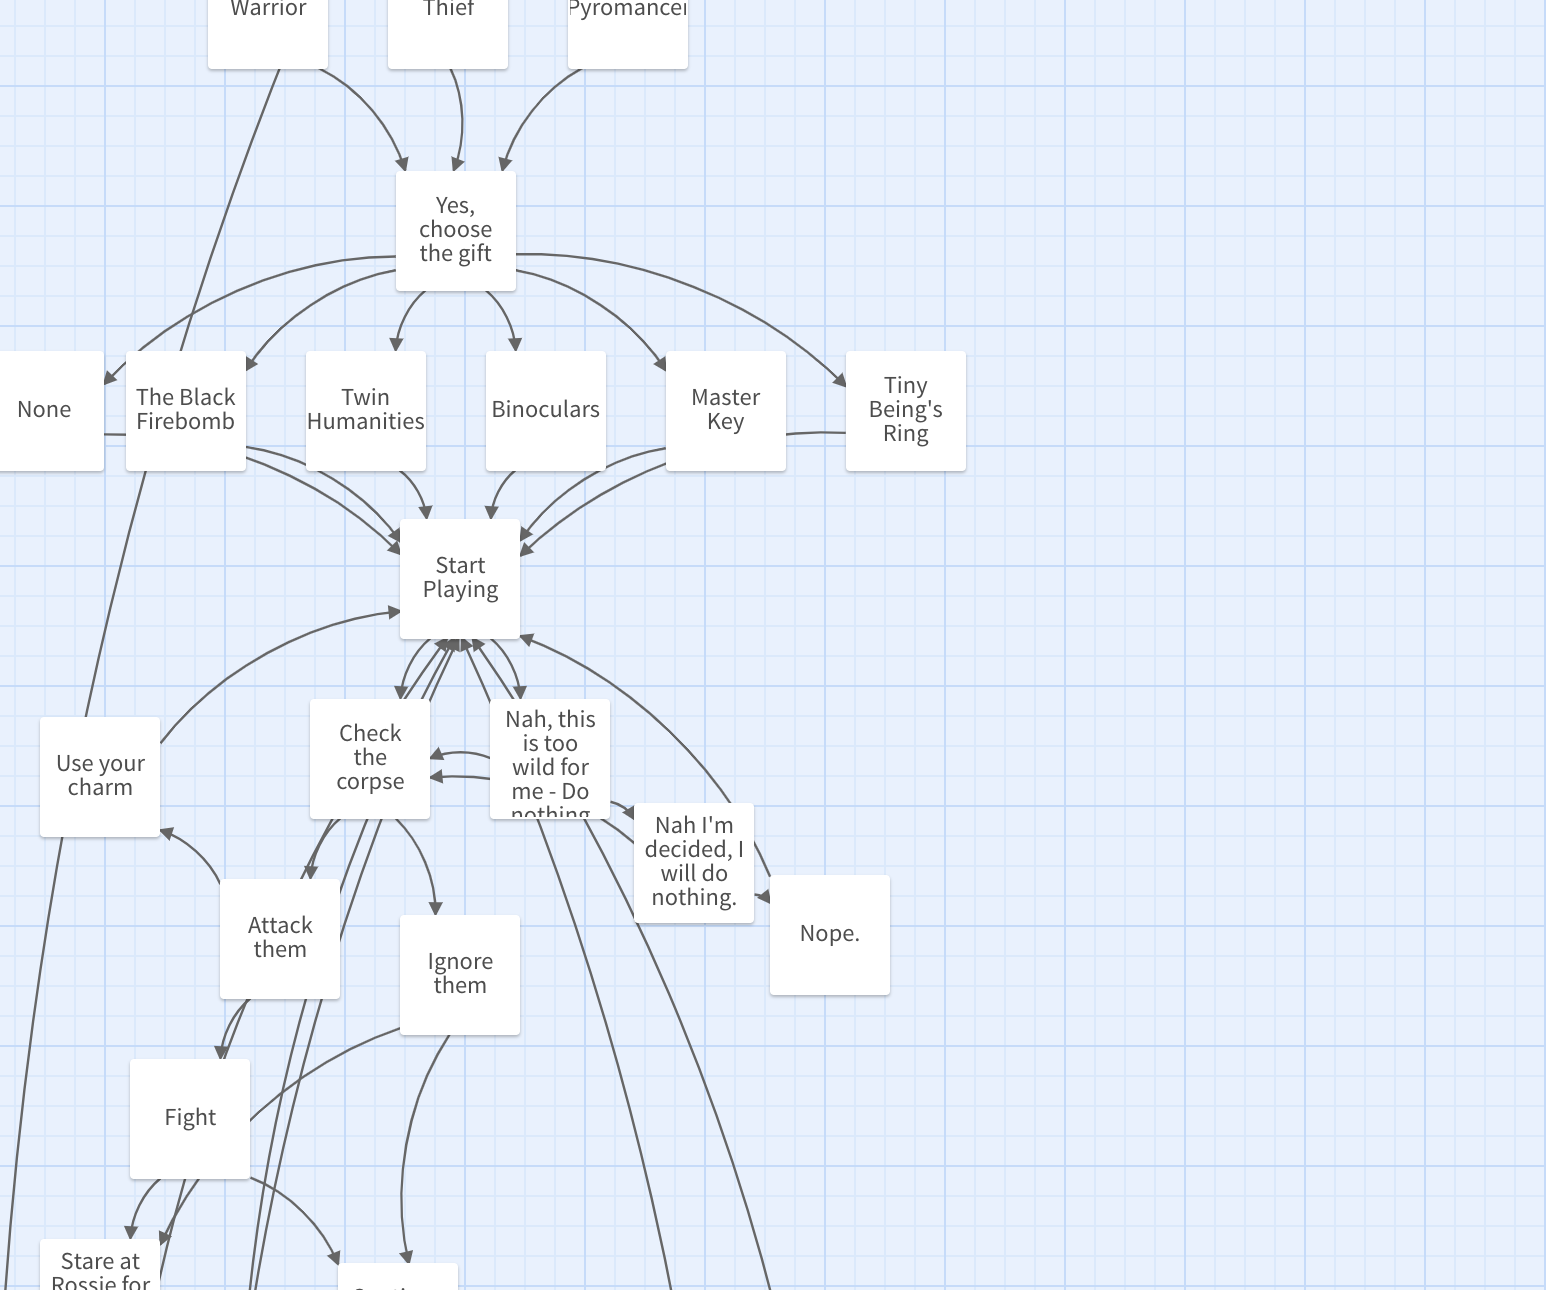 Warrior
Thief
Pyromancer
Yes,
choose
the gift
None
The Black
Firebomb
Twin
Humanities
Binoculars
Master
Key
Tiny
Being's
Ring
Start
Playing
Use your
charm
Check
the
corpse
Nah, this
is too
wild for
me - Do
nothing
Nah I'm
decided, I
will do
nothing.
Nope.
Attack
them
Ignore
them
Fight
Stare at
Rossie for